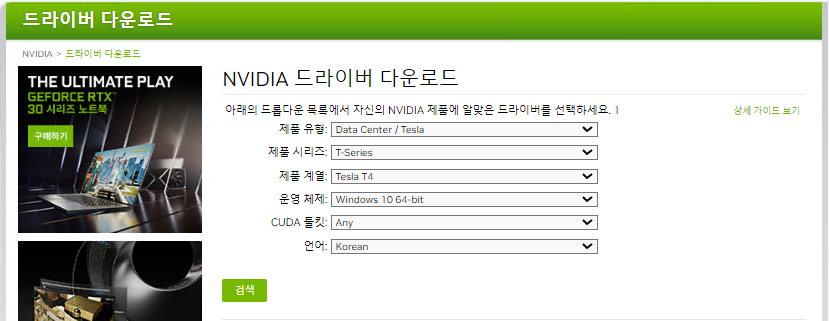 드라이버 다운로드
NVIDIA > 드라이버 다운로드
THE ULTIMATE PLAY
GEFORCE RTX™
30 시리즈 노트북
구매하기
NVIDIA 드라이버 다운로드
아래의 드롭다운 목록에서 자신의 NVIDIA 제품에 알맞은 드라이버를 선택하세요. 1
상세 가이드 보기
제품 유형: Data Center / Tesla
제품 시리즈: T-Series
제품 계열: Tesla T4
운영 체제: Windows 10 64-bit
CUDA 툴킷: Any
언어: Korean
검색